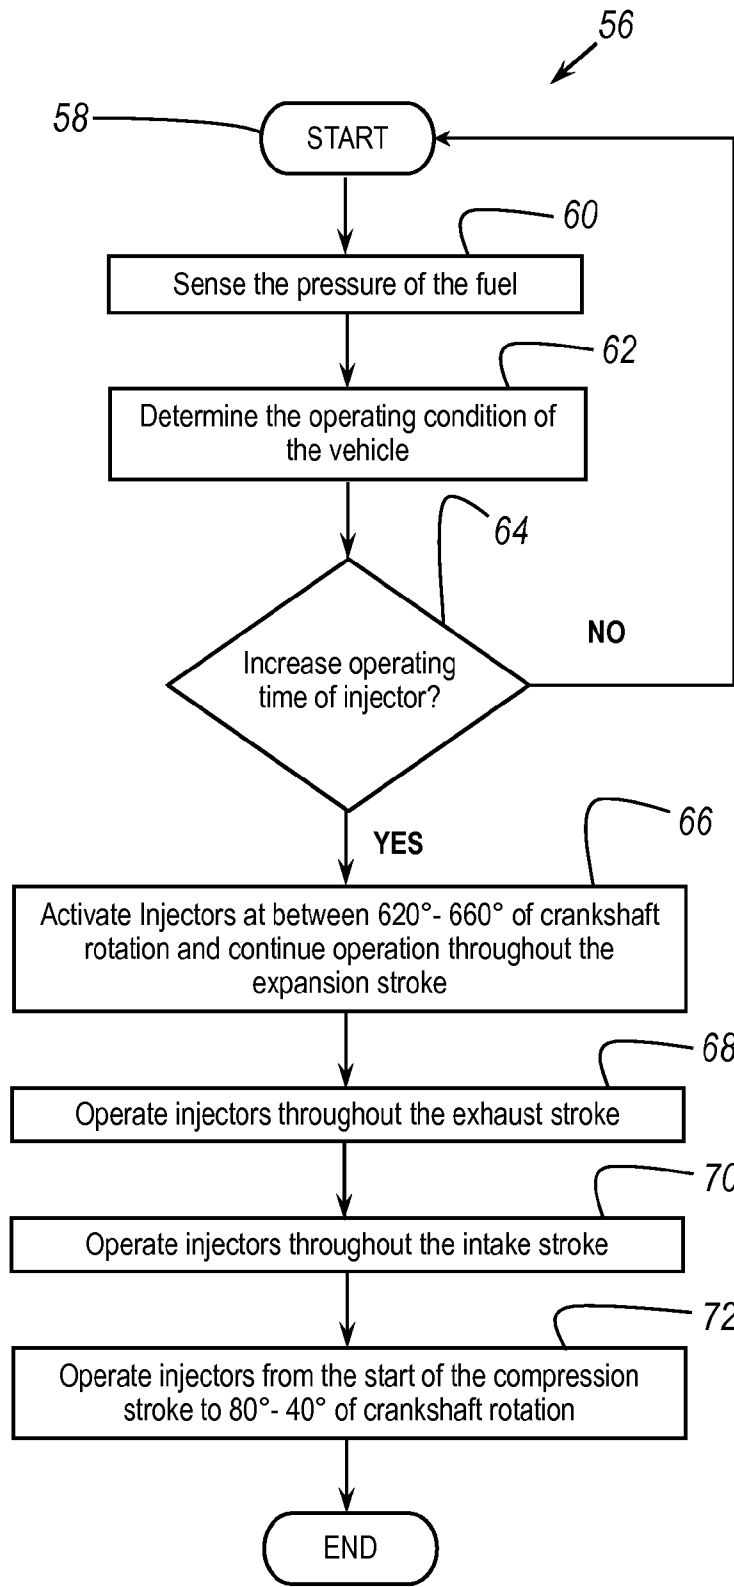 56
58
START
60
Sense the pressure of the fuel
62
Determine the operating condition of
the vehicle
64
Increase operating
time of injector?
NO
YES
66
Activate Injectors at between 620°- 660° of crankshaft
rotation and continue operation throughout the
expansion stroke
68
Operate injectors throughout the exhaust stroke
70
Operate injectors throughout the intake stroke
72
Operate injectors from the start of the compression
stroke to 80°- 40° of crankshaft rotation
END